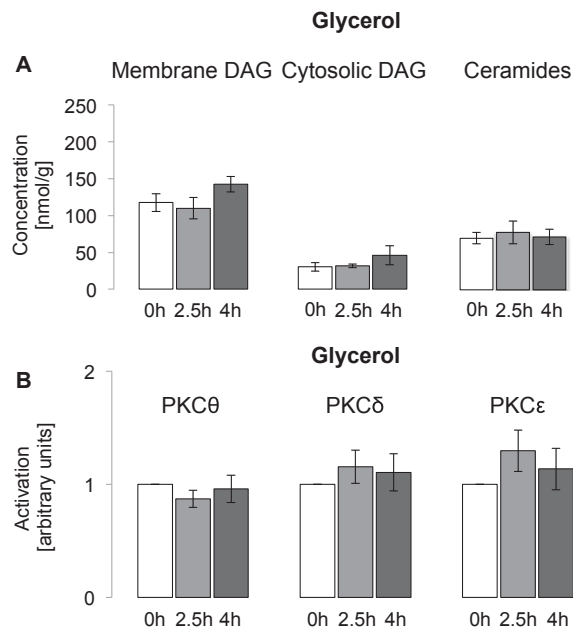 Glycerol
A
Membrane DAG Cytosolic DAG Ceramides
Concentration
[nmol/g]
250
200
150
100
50
0
0h 2.5h 4h 0h 2.5h 4h 0h 2.5h 4h
Glycerol
B
PKCθ PKCδ PKCε
Activation
[arbitrary units]
2
1
0
0h 2.5h 4h 0h 2.5h 4h 0h 2.5h 4h